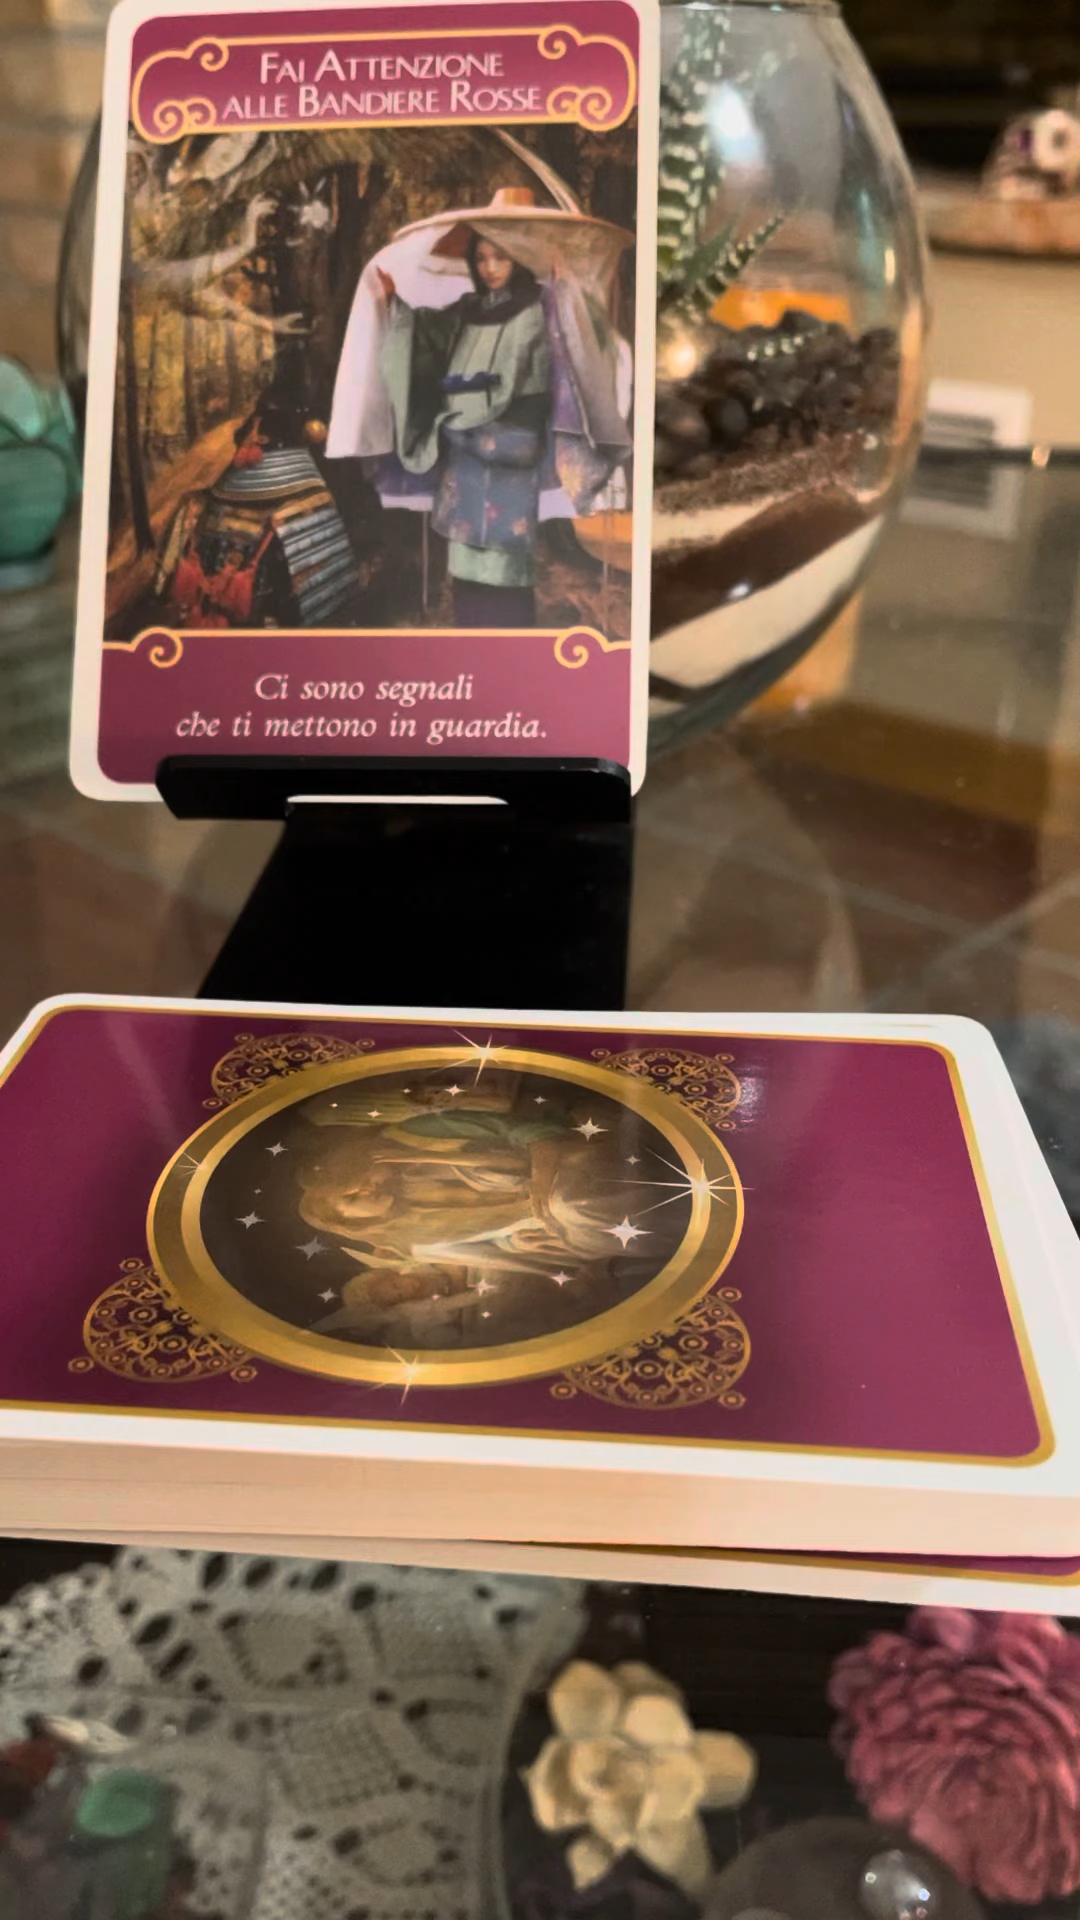 FAI ATTENZIONE
ALLE BANDIERE ROSSE
Ci sono segnali
che ti mettono in guardia.